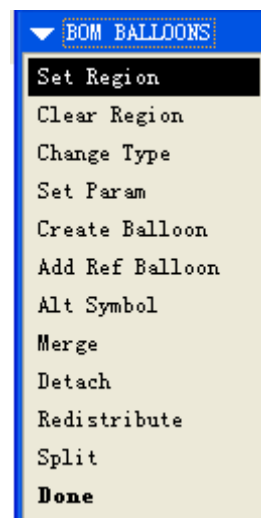 BOM BALLOONS
Set Region
Clear Region
Change Type
Set Param
Create Balloon
Add Ref Balloon
Alt Symbol
Merge
Detach
Redistribute
Split
Done